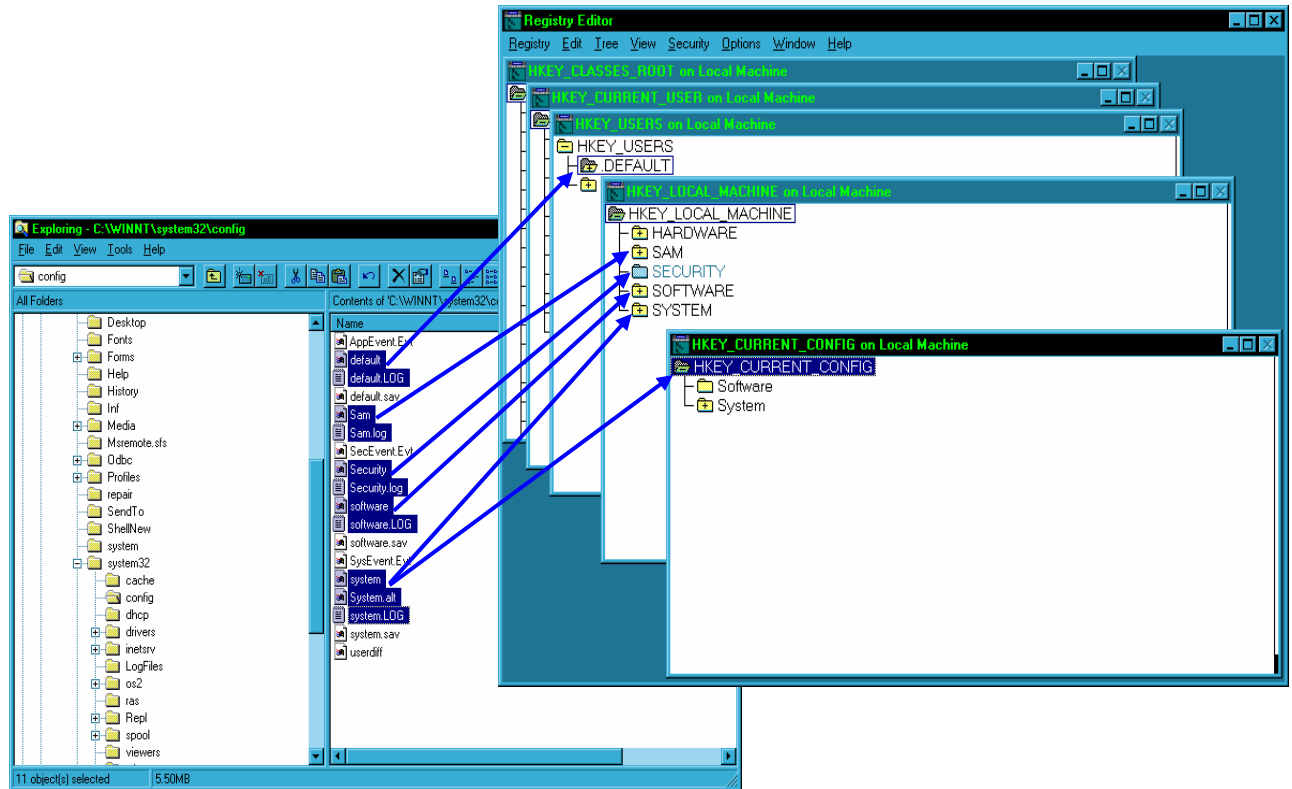 Registry Editor
Registry Edit Tree View Security Options Window Help
HKEY_CLASSES_ROOT on Local Machine
HKEY_CURRENT_USER on Local Machine
HKEY_USERS on Local Machine
HKEY_USERS
.DEFAULT
HKEY_LOCAL_MACHINE on Local Machine
HKEY_LOCAL_MACHINE
HARDWARE
SAM
SECURITY
SOFTWARE
SYSTEM
HKEY_CURRENT_CONFIG on Local Machine
HKEY_CURRENT_CONFIG
Software
System
Exploring - C:\WINNT\system32\config
File Edit View Tools Help
config
All Folders
Contents of 'C:\WINNT\system32\co
Desktop
Fonts
Forms
Help
History
Inf
Media
Msremote.sfs
Odbc
Profiles
repair
SendTo
ShellNew
system
system32
cache
config
dhcp
drivers
inetsrv
LogFiles
os2
ras
Repl
spool
viewers
Name
AppEvent.Evt
default
default.LOG
default.sav
Sam
Sam.log
SecEvent.Evt
Security
Security.log
software
software.LOG
software.sav
SysEvent.Evt
system
System.alt
system.LOG
system.sav
userdiff
11 object(s) selected 5.50MB